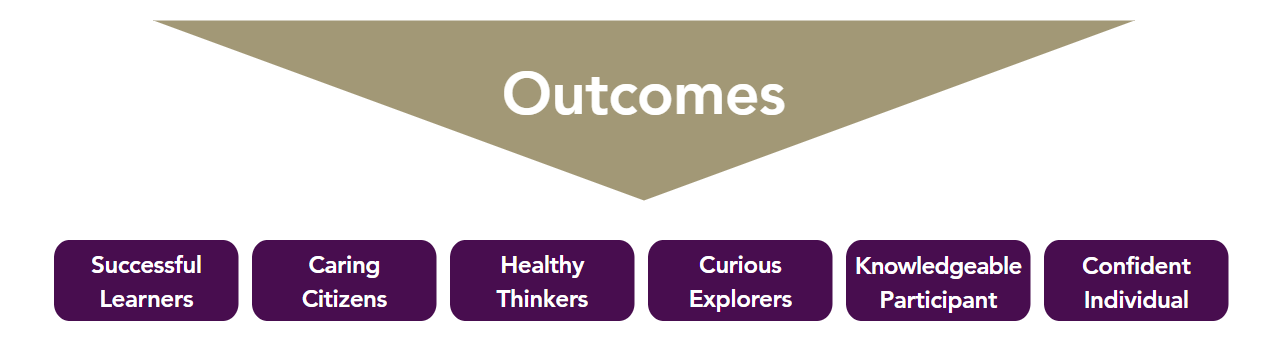 Outcomes
Successful
Learners
Caring
Citizens
Healthy
Thinkers
Curious
Explorers
Knowledgeable
Participant
Confident
Individual